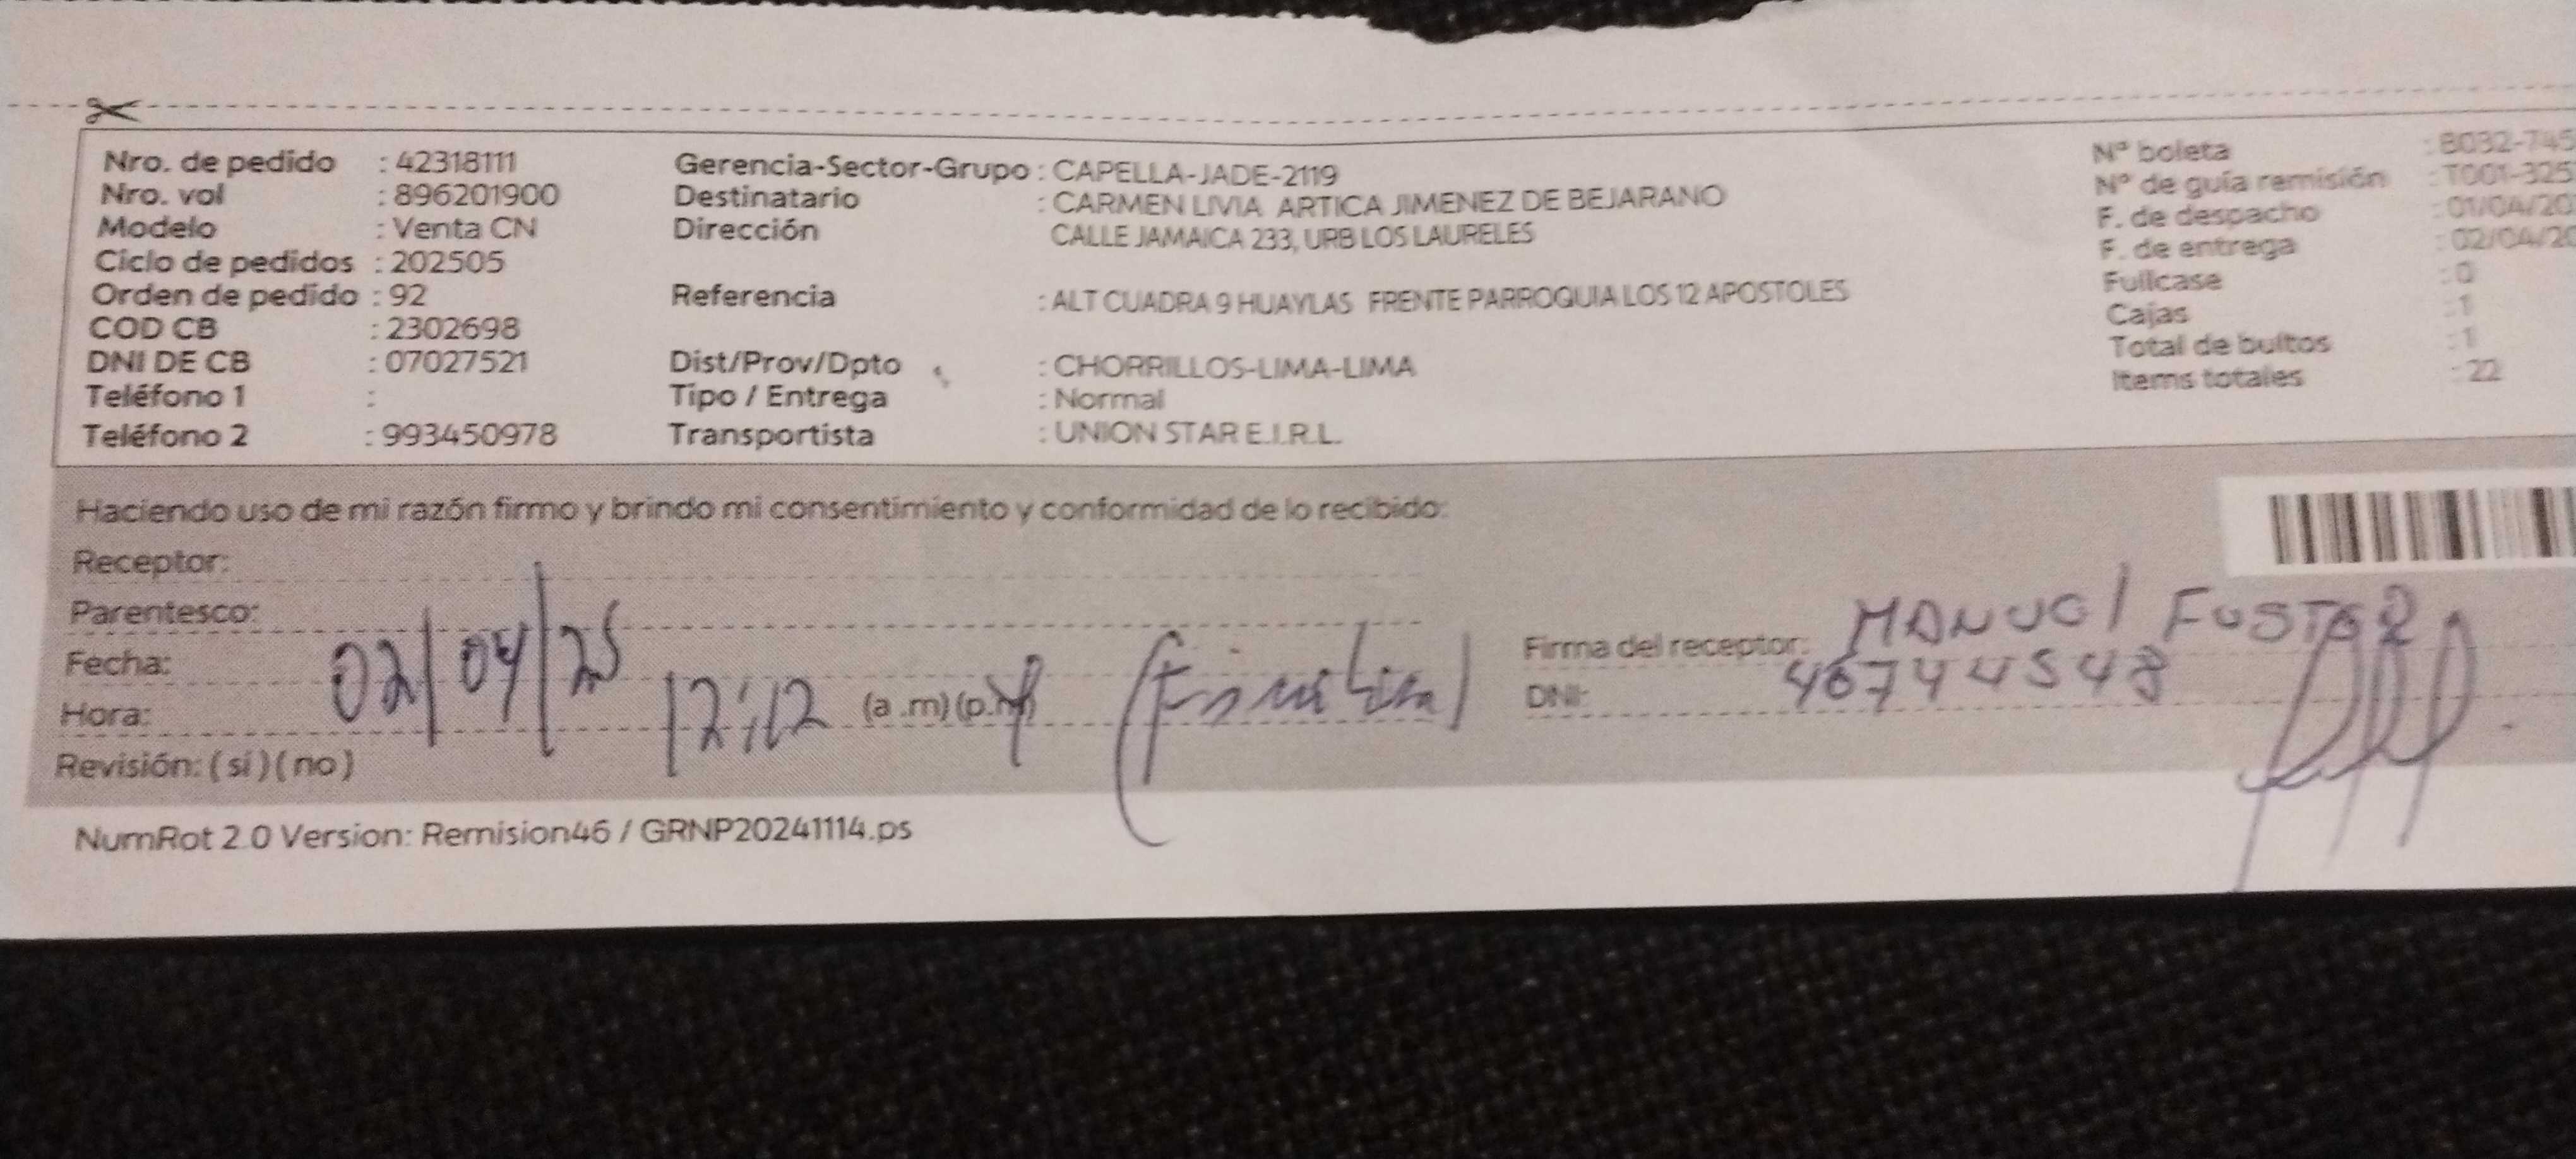 Nro. de pedido : 42318111
Nro. vol : 896201900
Modelo : Venta CN
Ciclo de pedidos : 202505
Orden de pedido : 92
COD CB : 2302698
DNI DE CB : 07027521
Teléfono 1 :
Teléfono 2 : 993450978
Gerencia-Sector-Grupo : CAPELLA-JADE-2119
Destinatario : CARMEN LIVIA ARTICA JIMENEZ DE BEJARANO
Dirección CALLE JAMAICA 233, URB LOS LAURELES
Referencia : ALT CUADRA 9 HUAYLAS FRENTE PARROQUIA LOS 12 APOSTOLES
Dist/Prov/Dpto : CHORRILLOS-LIMA-LIMA
Tipo / Entrega : Normal
Transportista : UNION STAR E.I.R.L.
Nº boleta : B032-745
Nº de guía remisión : T001-325
F. de despacho : 01/04/20
F. de entrega : 02/04/20
Fullcase : 0
Cajas : 1
Total de bultos : 1
Items totales : 22
Haciendo uso de mi razón firmo y brindo mi consentimiento y conformidad de lo recibido:
Receptor:
Parentesco:
Fecha: 02/04/25
Hora: 12:12 (a.m)(p.m)
Revisión: (si)(no)
Firma del receptor: MANUel
DNI: 40744548
NumRot 2.0 Version: Remision46 / GRNP20241114.ps